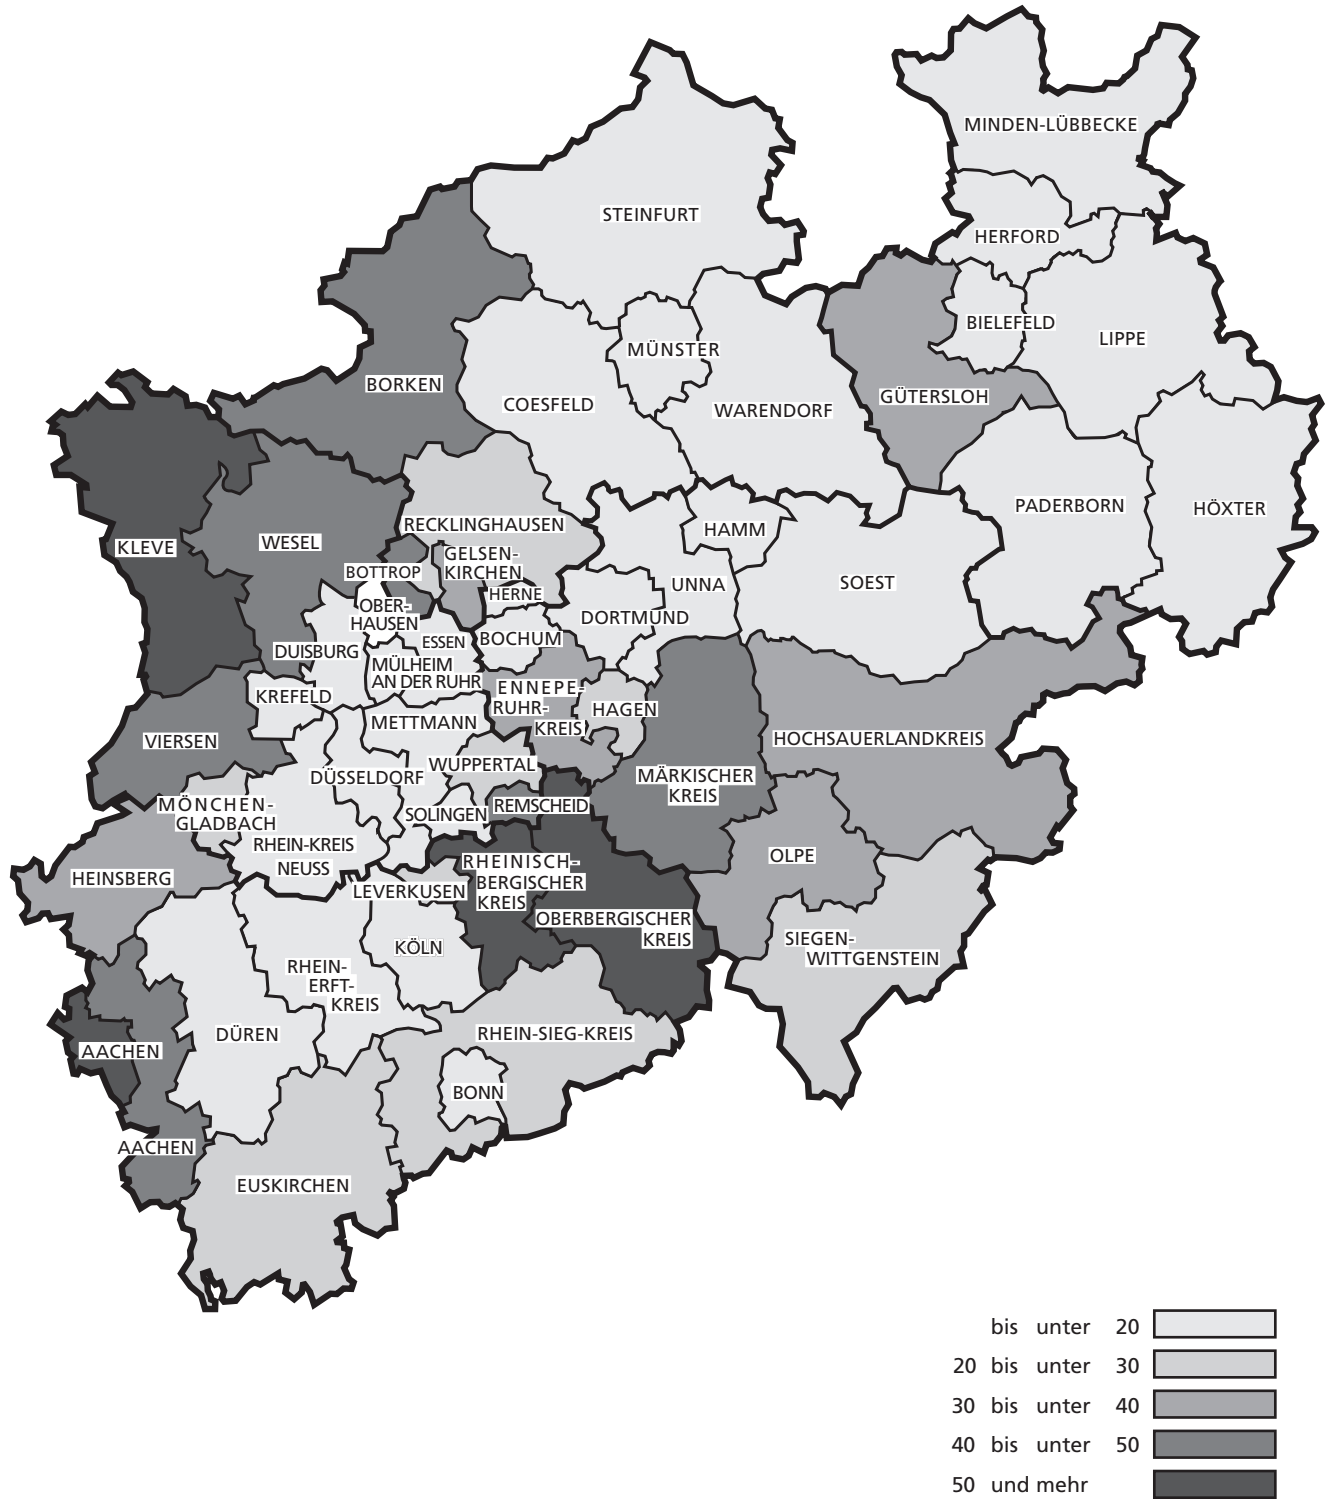 MINDEN-LÜBBECKE
STEINFURT
HERFORD
BIELEFELD
LIPPE
MÜNSTER
BORKEN
GÜTERSLOH
COESFELD
WARENDORF
PADERBORN
HÖXTER
RECKLINGHAUSEN
HAMM
WESEL
KLEVE
GELSEN-
KIRCHEN
BOTTROP
UNNA
SOEST
HERNE
OBER-
HAUSEN
DORTMUND
ESSEN
BOCHUM
DUISBURG
MÜLHEIM
AN DER RUHR
KREFELD
ENNEPE-
RUHR-
KREIS
HAGEN
METTMANN
VIERSEN
HOCHSAUERLANDKREIS
WUPPERTAL
DÜSSELDORF
MÄRKISCHER
KREIS
MÖNCHEN-
GLADBACH
REMSCHEID
SOLINGEN
RHEIN-KREIS
NEUSS
OLPE
RHEINISCH-
BERGISCHER
KREIS
HEINSBERG
LEVERKUSEN
OBERBERGISCHER
KREIS
KÖLN
SIEGEN-
WITTGENSTEIN
RHEIN-
ERFT-
KREIS
DÜREN
RHEIN-SIEG-KREIS
AACHEN
BONN
AACHEN
EUSKIRCHEN
bis unter 20
20 bis unter 30
30 bis unter 40
40 bis unter 50
50 und mehr